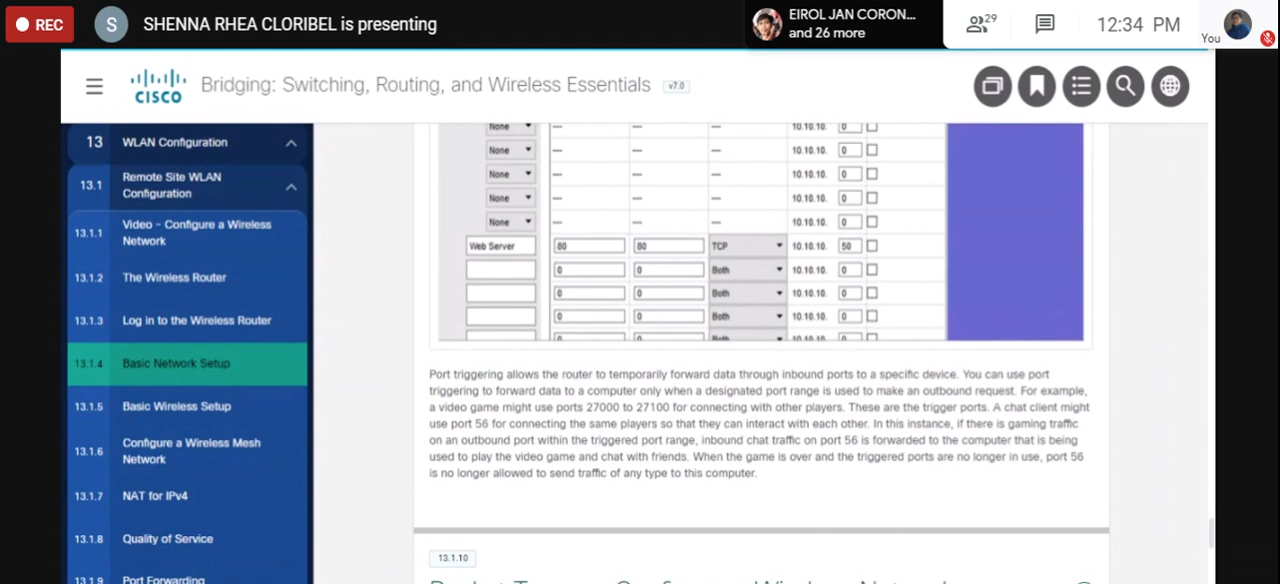 REC
S
SHENNA RHEA CLORIBEL is presenting
EIROL JAN CORON...
and 26 more
29
12:34 PM
You
CISCO
Bridging: Switching, Routing, and Wireless Essentials
v7.0
13 WLAN Configuration
13.1 Remote Site WLAN
Configuration
13.1.1 Video - Configure a Wireless
Network
13.1.2 The Wireless Router
13.1.3 Log in to the Wireless Router
13.1.4 Basic Network Setup
13.1.5 Basic Wireless Setup
13.1.6 Configure a Wireless Mesh
Network
13.1.7 NAT for IPv4
13.1.8 Quality of Service
13.1.9 Port Forwarding
None --- --- --- 10.10.10. 0
None --- --- --- 10.10.10. 0
None --- --- --- 10.10.10. 0
None --- --- --- 10.10.10. 0
None --- --- --- 10.10.10. 0
Web Server 80 80 TCP 10.10.10. 50
0 0 Both 10.10.10. 0
0 0 Both 10.10.10. 0
0 0 Both 10.10.10. 0
0 0 Both 10.10.10. 0
Port triggering allows the router to temporarily forward data through inbound ports to a specific device. You can use port
triggering to forward data to a computer only when a designated port range is used to make an outbound request. For example,
a video game might use ports 27000 to 27100 for connecting with other players. These are the trigger ports. A chat client might
use port 56 for connecting the same players so that they can interact with each other. In this instance, if there is gaming traffic
on an outbound port within the triggered port range, inbound chat traffic on port 56 is forwarded to the computer that is being
used to play the video game and chat with friends. When the game is over and the triggered ports are no longer in use, port 56
is no longer allowed to send traffic of any type to this computer.
13.1.10